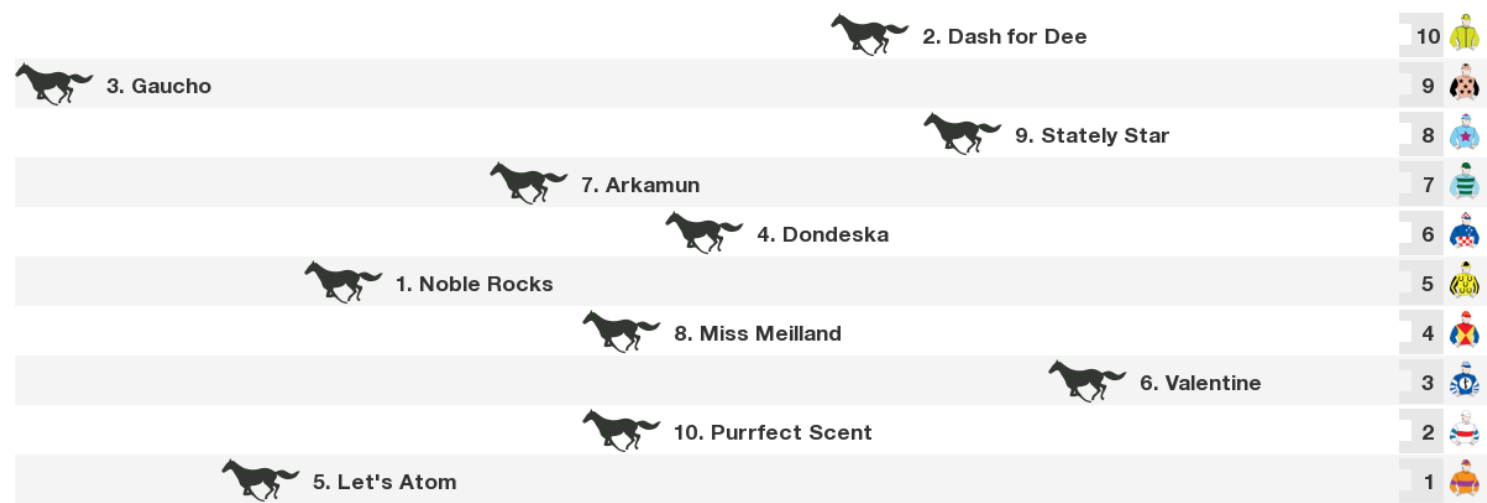 2. Dash for Dee 10
3. Gaucho 9
9. Stately Star 8
7. Arkamun 7
4. Dondeska 6
1. Noble Rocks 5
8. Miss Meilland 4
6. Valentine 3
10. Purrfect Scent 2
5. Let's Atom 1